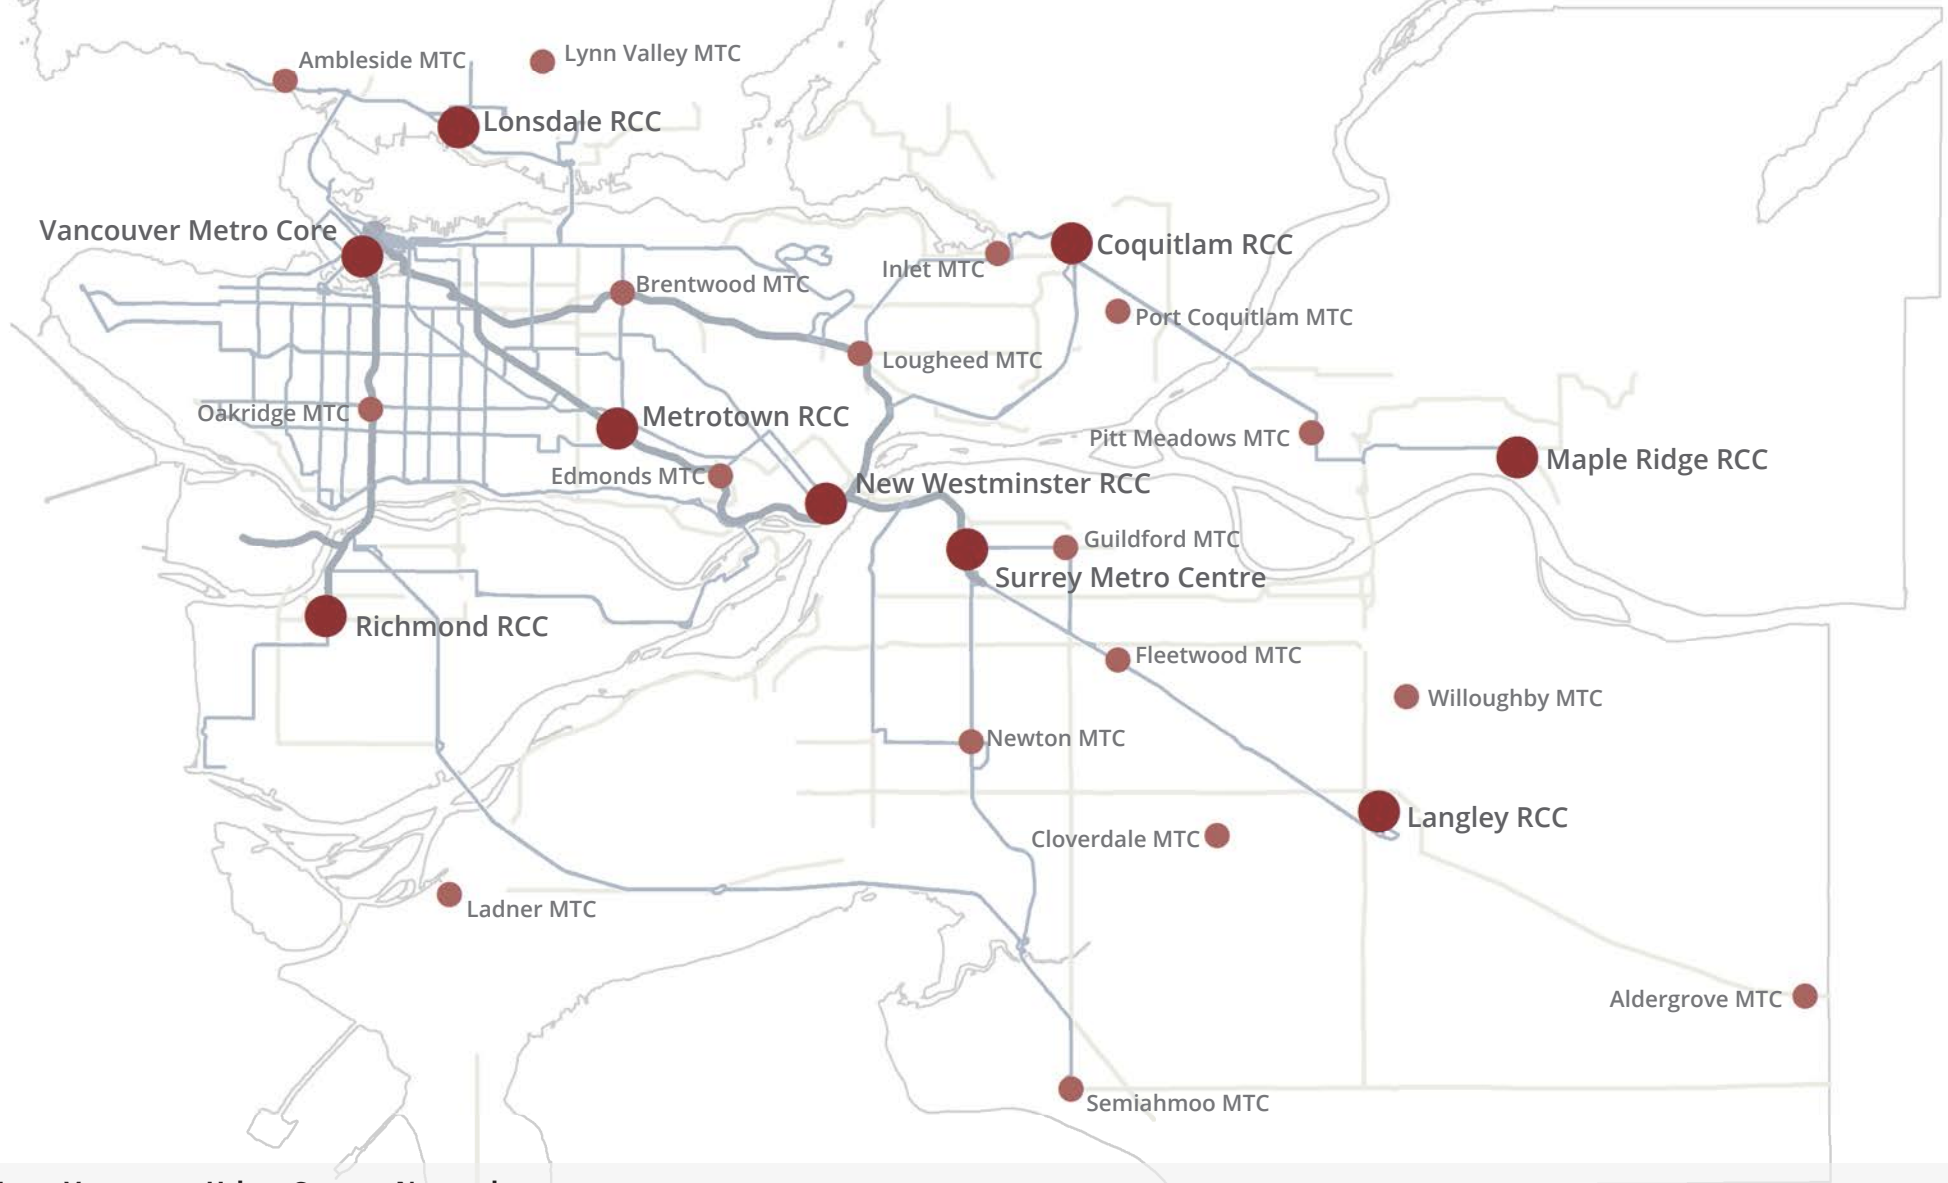 Ambleside MTC
Lynn Valley MTC
Lonsdale RCC
Vancouver Metro Core
Coquitlam RCC
Inlet MTC
Brentwood MTC
Port Coquitlam MTC
Lougheed MTC
Oakridge MTC
Metrotown RCC
Pitt Meadows MTC
Maple Ridge RCC
Edmonds MTC
New Westminster RCC
Guildford MTC
Surrey Metro Centre
Richmond RCC
Fleetwood MTC
Willoughby MTC
Newton MTC
Langley RCC
Cloverdale MTC
Ladner MTC
Aldergrove MTC
Semiahmoo MTC